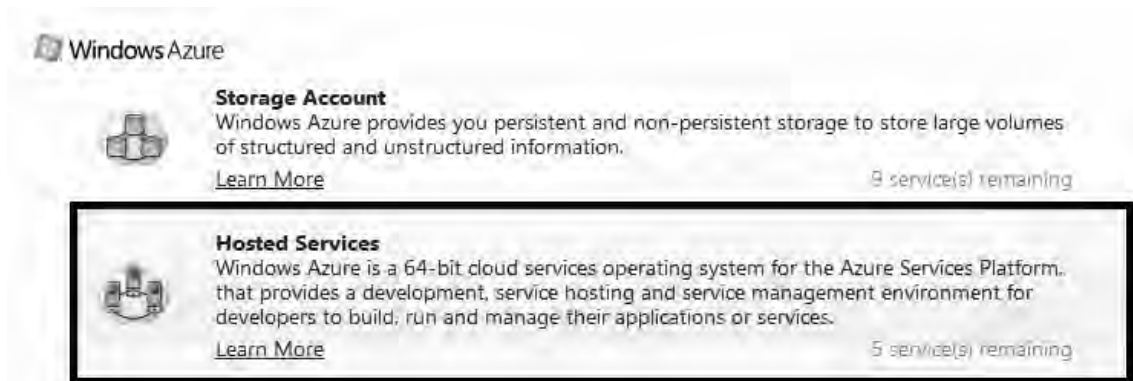 Windows Azure
Storage Account
Windows Azure provides you persistent and non-persistent storage to store large volumes
of structured and unstructured information.
Learn More
9 service(s) remaining
Hosted Services
Windows Azure is a 64-bit cloud services operating system for the Azure Services Platform,
that provides a development, service hosting and service management environment for
developers to build, run and manage their applications or services.
Learn More
5 service(s) remaining